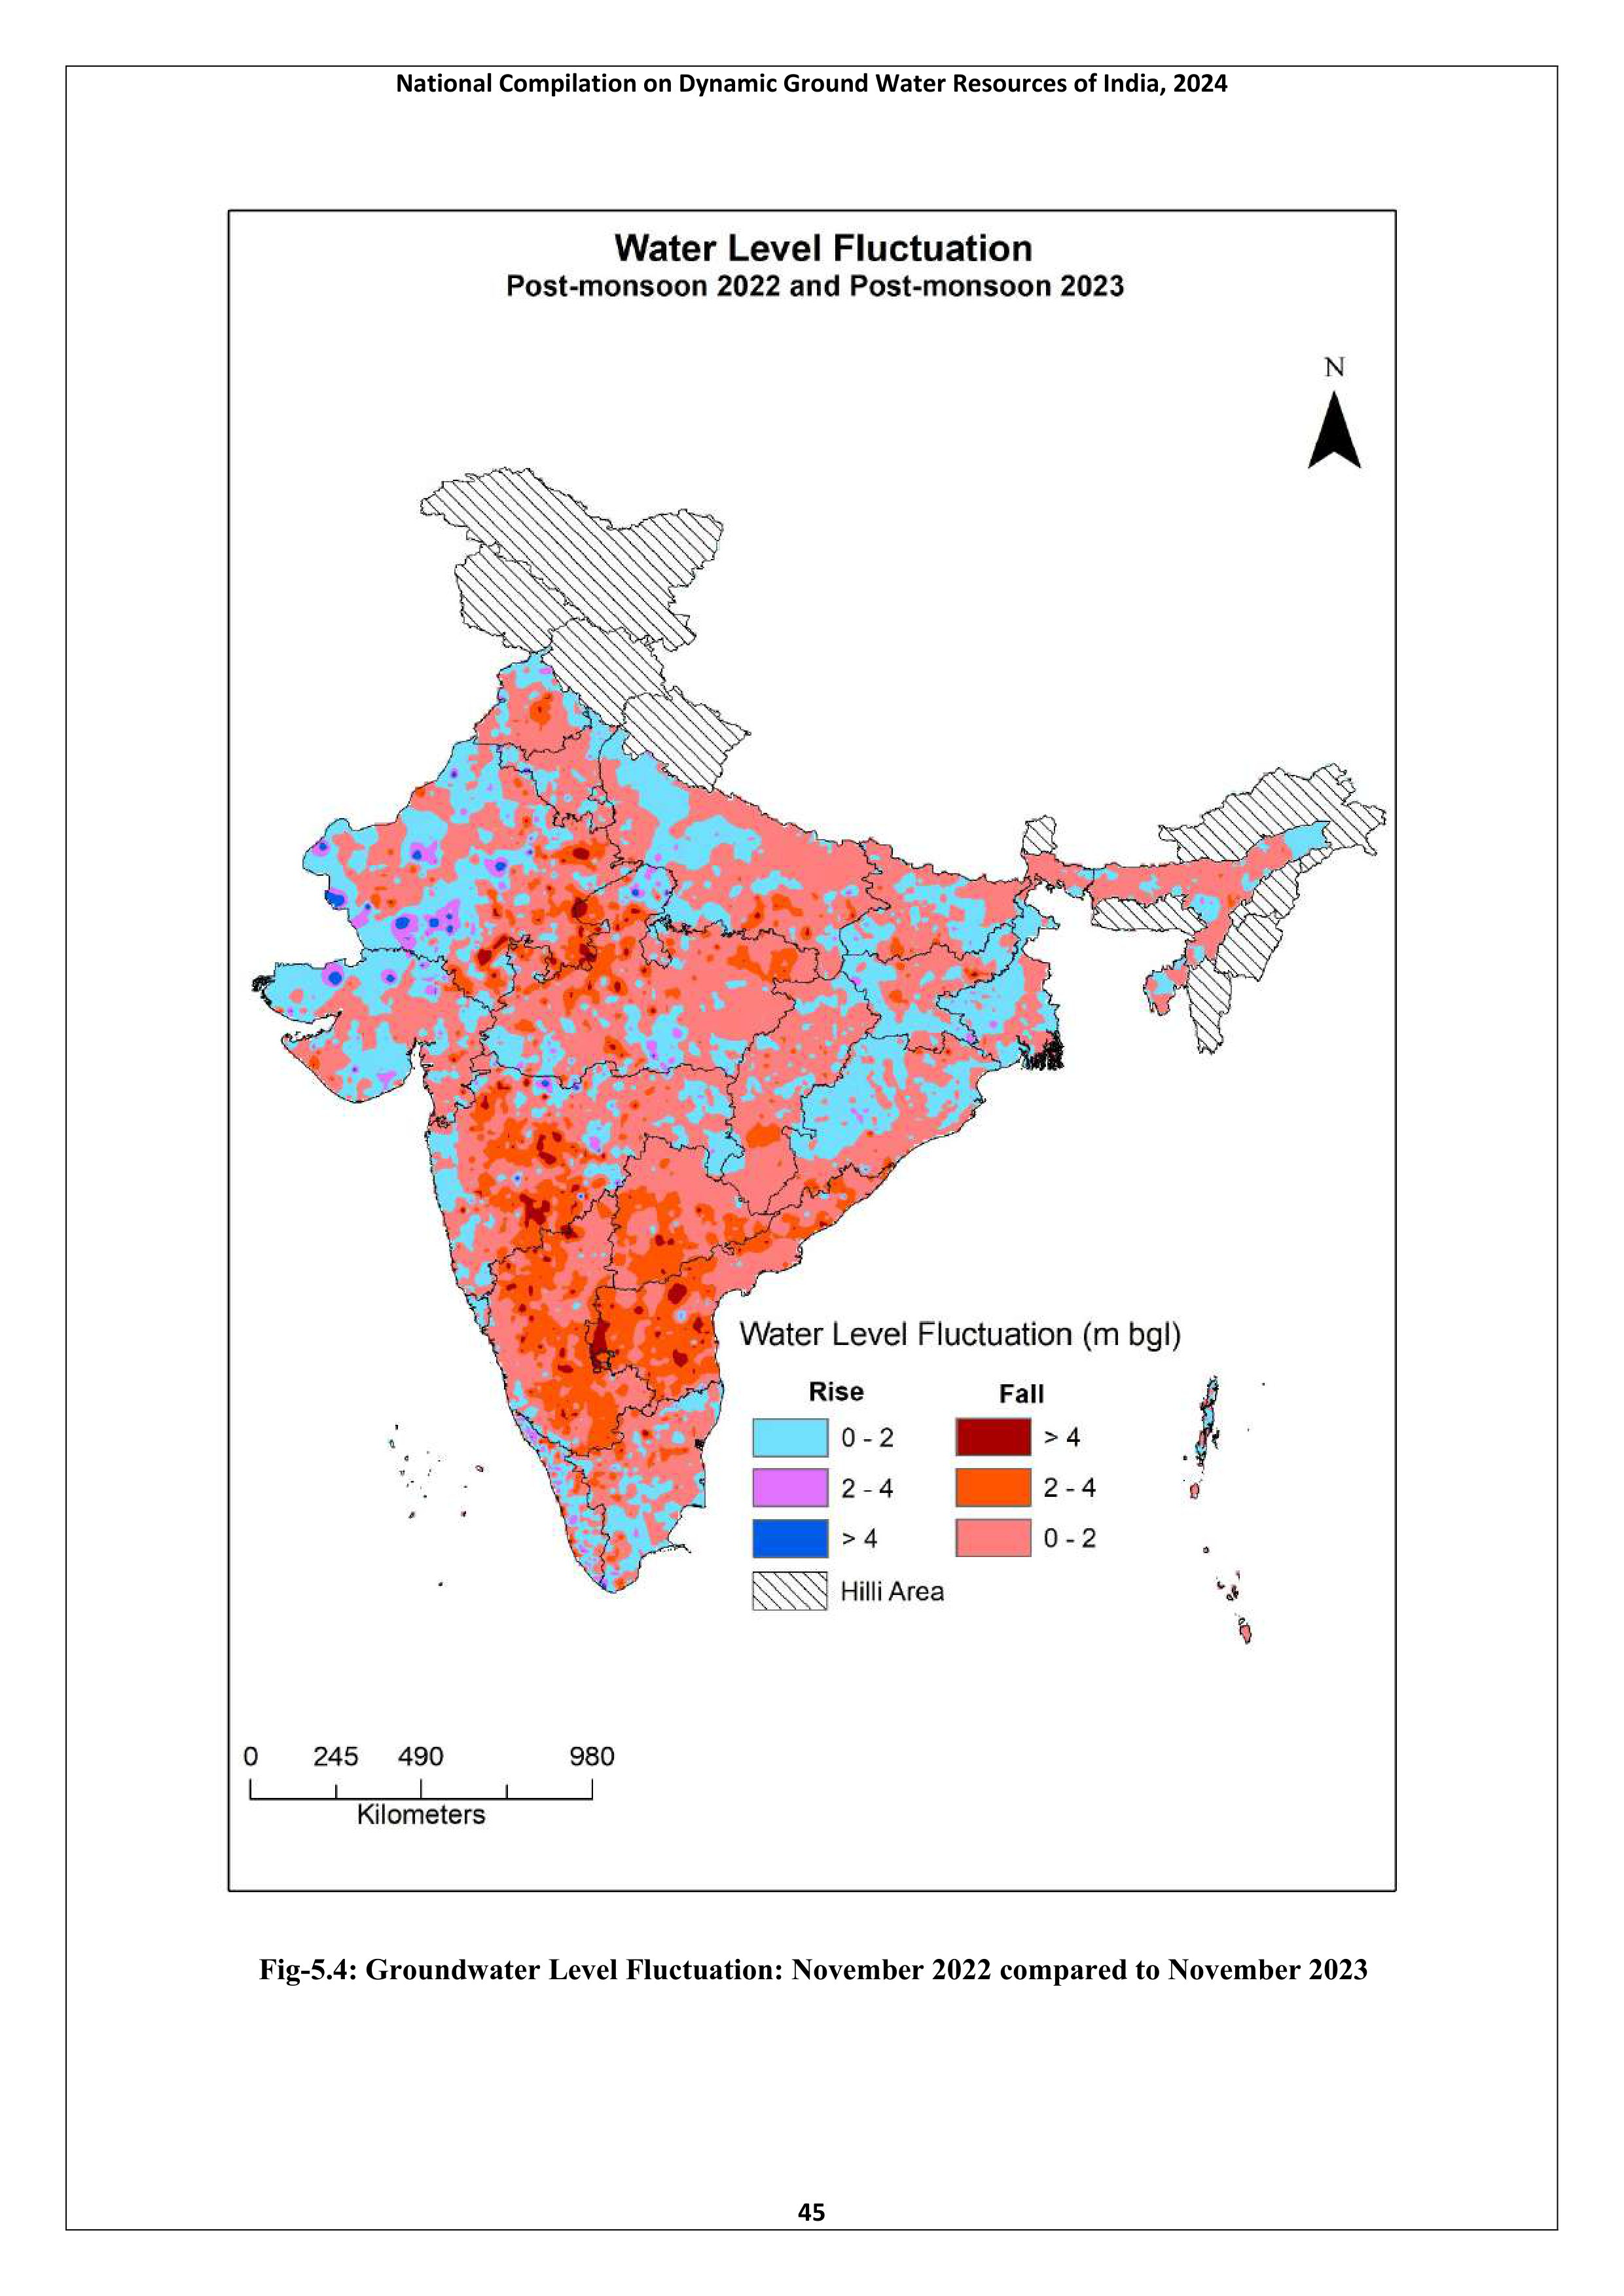 National Compilation on Dynamic Ground Water Resources of India, 2024
Water Level Fluctuation
Post-monsoon 2022 and Post-monsoon 2023
N
Water Level Fluctuation (m bgl)
Rise Fall
0 - 2 > 4
2 - 4 2 - 4
> 4 0 - 2
Hilli Area
0 245 490 980
Kilometers
Fig-5.4: Groundwater Level Fluctuation: November 2022 compared to November 2023
45